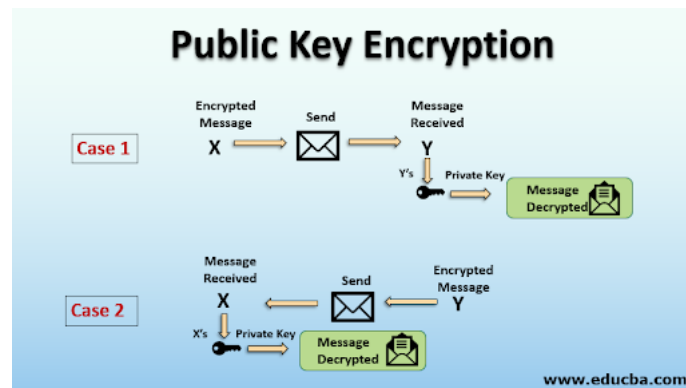 Public Key Encryption
Case 1
Encrypted
Message
X
Send
Message
Received
Y
Y's
Private Key
Message
Decrypted
Case 2
Message
Received
X
Send
Encrypted
Message
Y
X's
Private Key
Message
Decrypted
www.educba.com